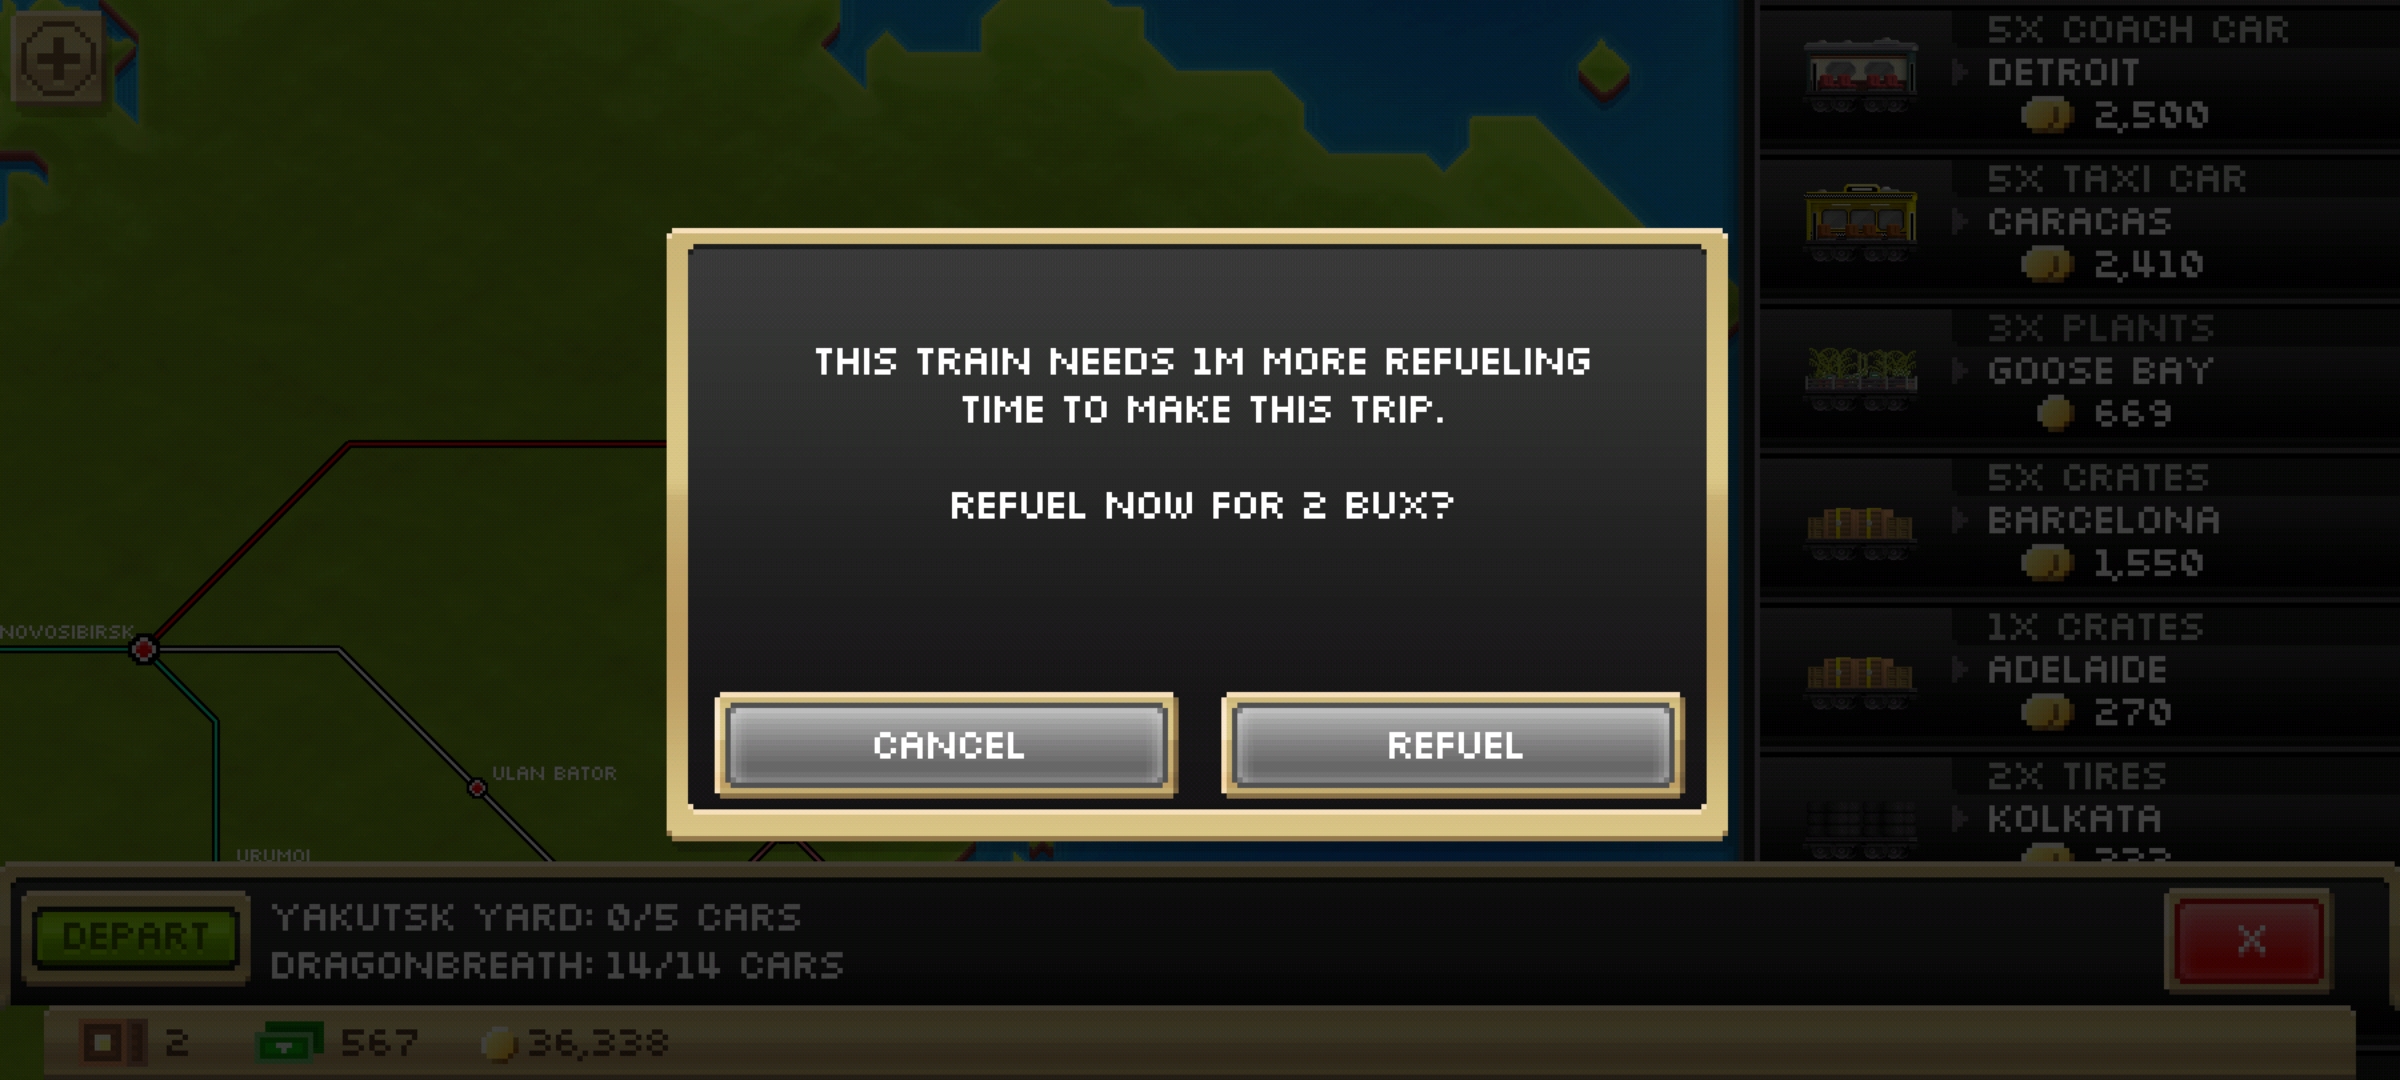 THIS TRAIN NEEDS 1M MORE REFUELING
TIME TO MAKE THIS TRIP.
REFUEL NOW FOR 2 BUX?
CANCEL
REFUEL
5X COACH CAR
DETROIT
2,500
5X TAXI CAR
CARACAS
2,410
3X PLANTS
GOOSE BAY
669
5X CRATES
BARCELONA
1,550
1X CRATES
ADELAIDE
270
2X TIRES
KOLKATA
NOVOSIBIRSK
ULAN BATOR
DEPART
YAKUTSK YARD: 0/5 CARS
DRAGONBREATH: 14/14 CARS
X
2
567
36,338